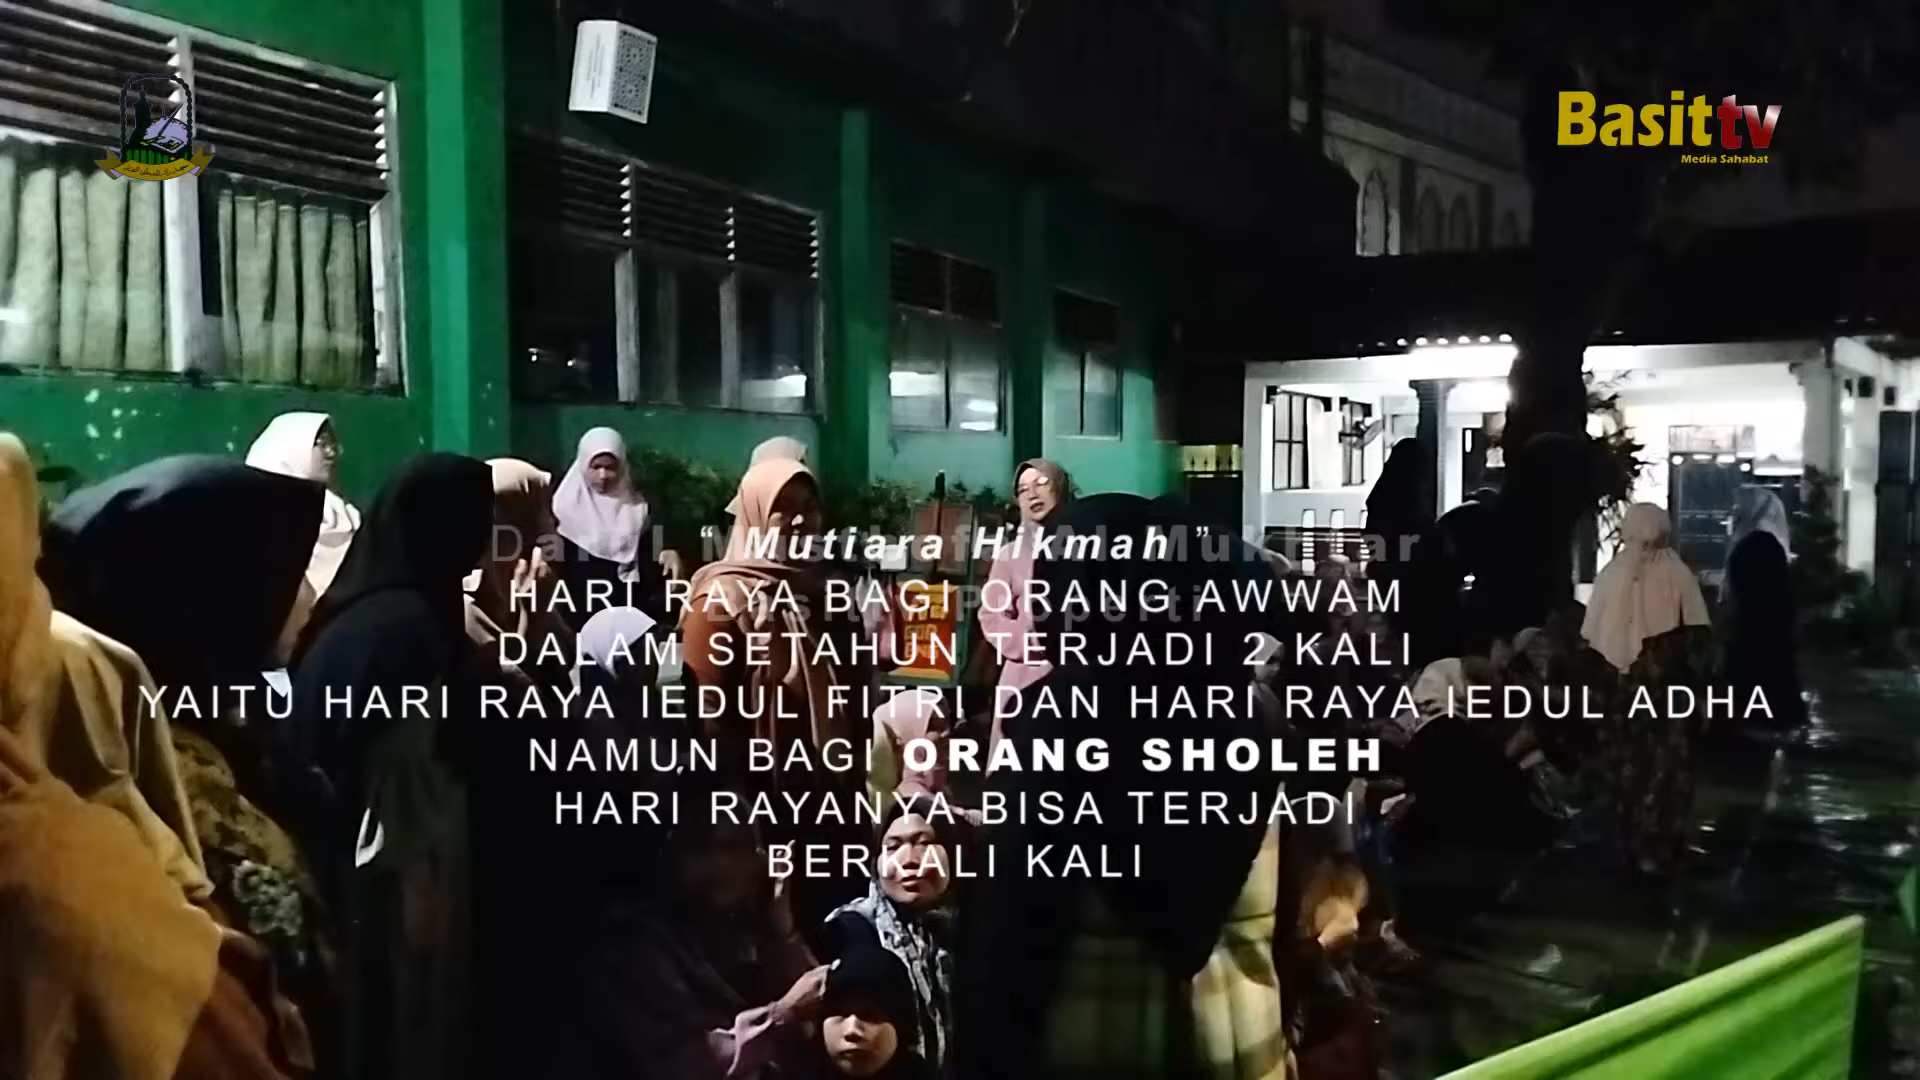 Basittv
Media Sahabat
“ Mutiara Hikmah ”
HARI RAYA BAGI ORANG AWWAM
DALAM SETAHUN TERJADI 2 KALI
YAITU HARI RAYA IEDUL FITRI DAN HARI RAYA IEDUL ADHA
NAMUN BAGI ORANG SHOLEH
HARI RAYANYA BISA TERJADI
BERKALI KALI